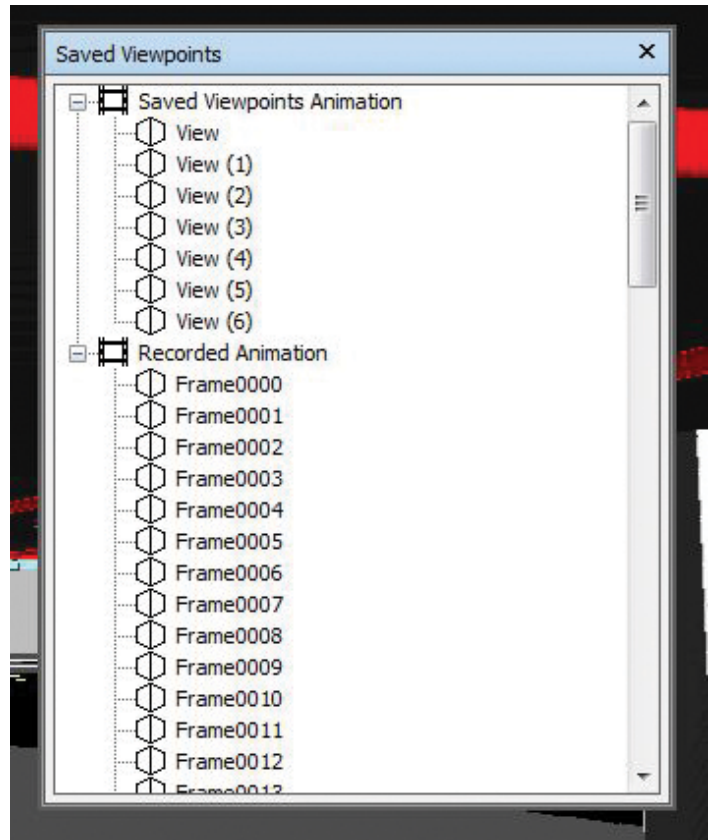 Saved Viewpoints
Saved Viewpoints Animation
View
View (1)
View (2)
View (3)
View (4)
View (5)
View (6)
Recorded Animation
Frame0000
Frame0001
Frame0002
Frame0003
Frame0004
Frame0005
Frame0006
Frame0007
Frame0008
Frame0009
Frame0010
Frame0011
Frame0012
Frame0013